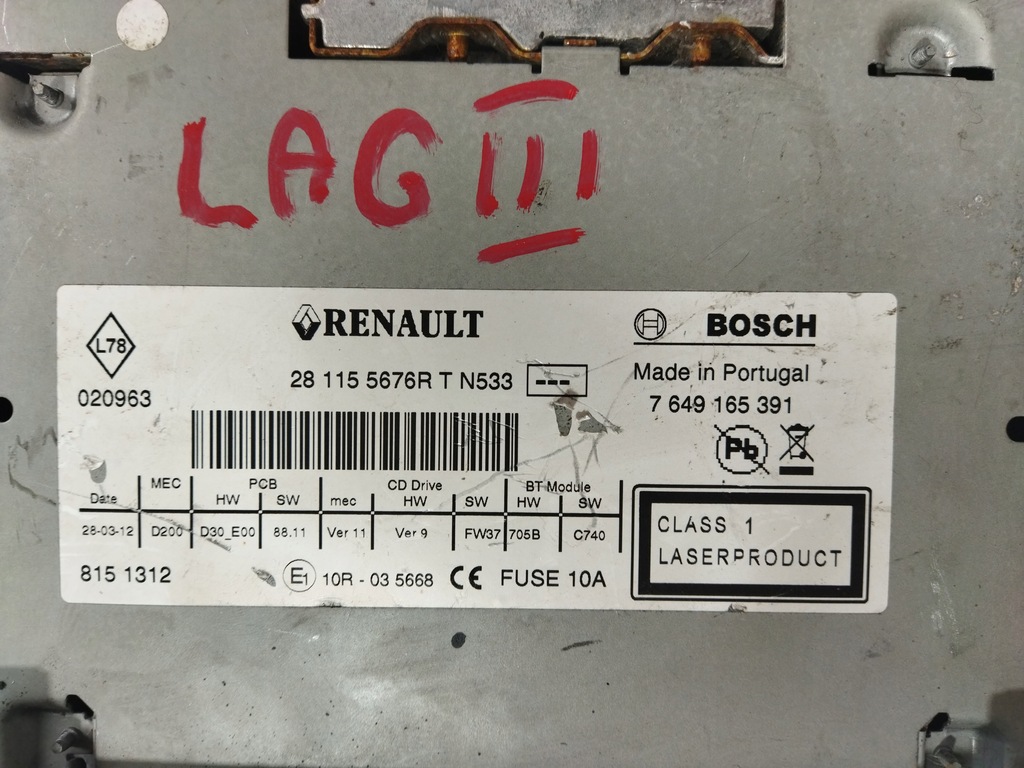 LAG III
L78
020963
RENAULT
28 115 5676R T N533 ---
BOSCH
Made in Portugal
7 649 165 391
Pb
Date MEC PCB HW SW CD Drive mec HW SW BT Module HW SW
28-03-12 D200 D30_E00 88.11 Ver 11 Ver 9 FW37 705B C740
815 1312
E1 10R - 03 5668 CE FUSE 10A
CLASS 1
LASERPRODUCT